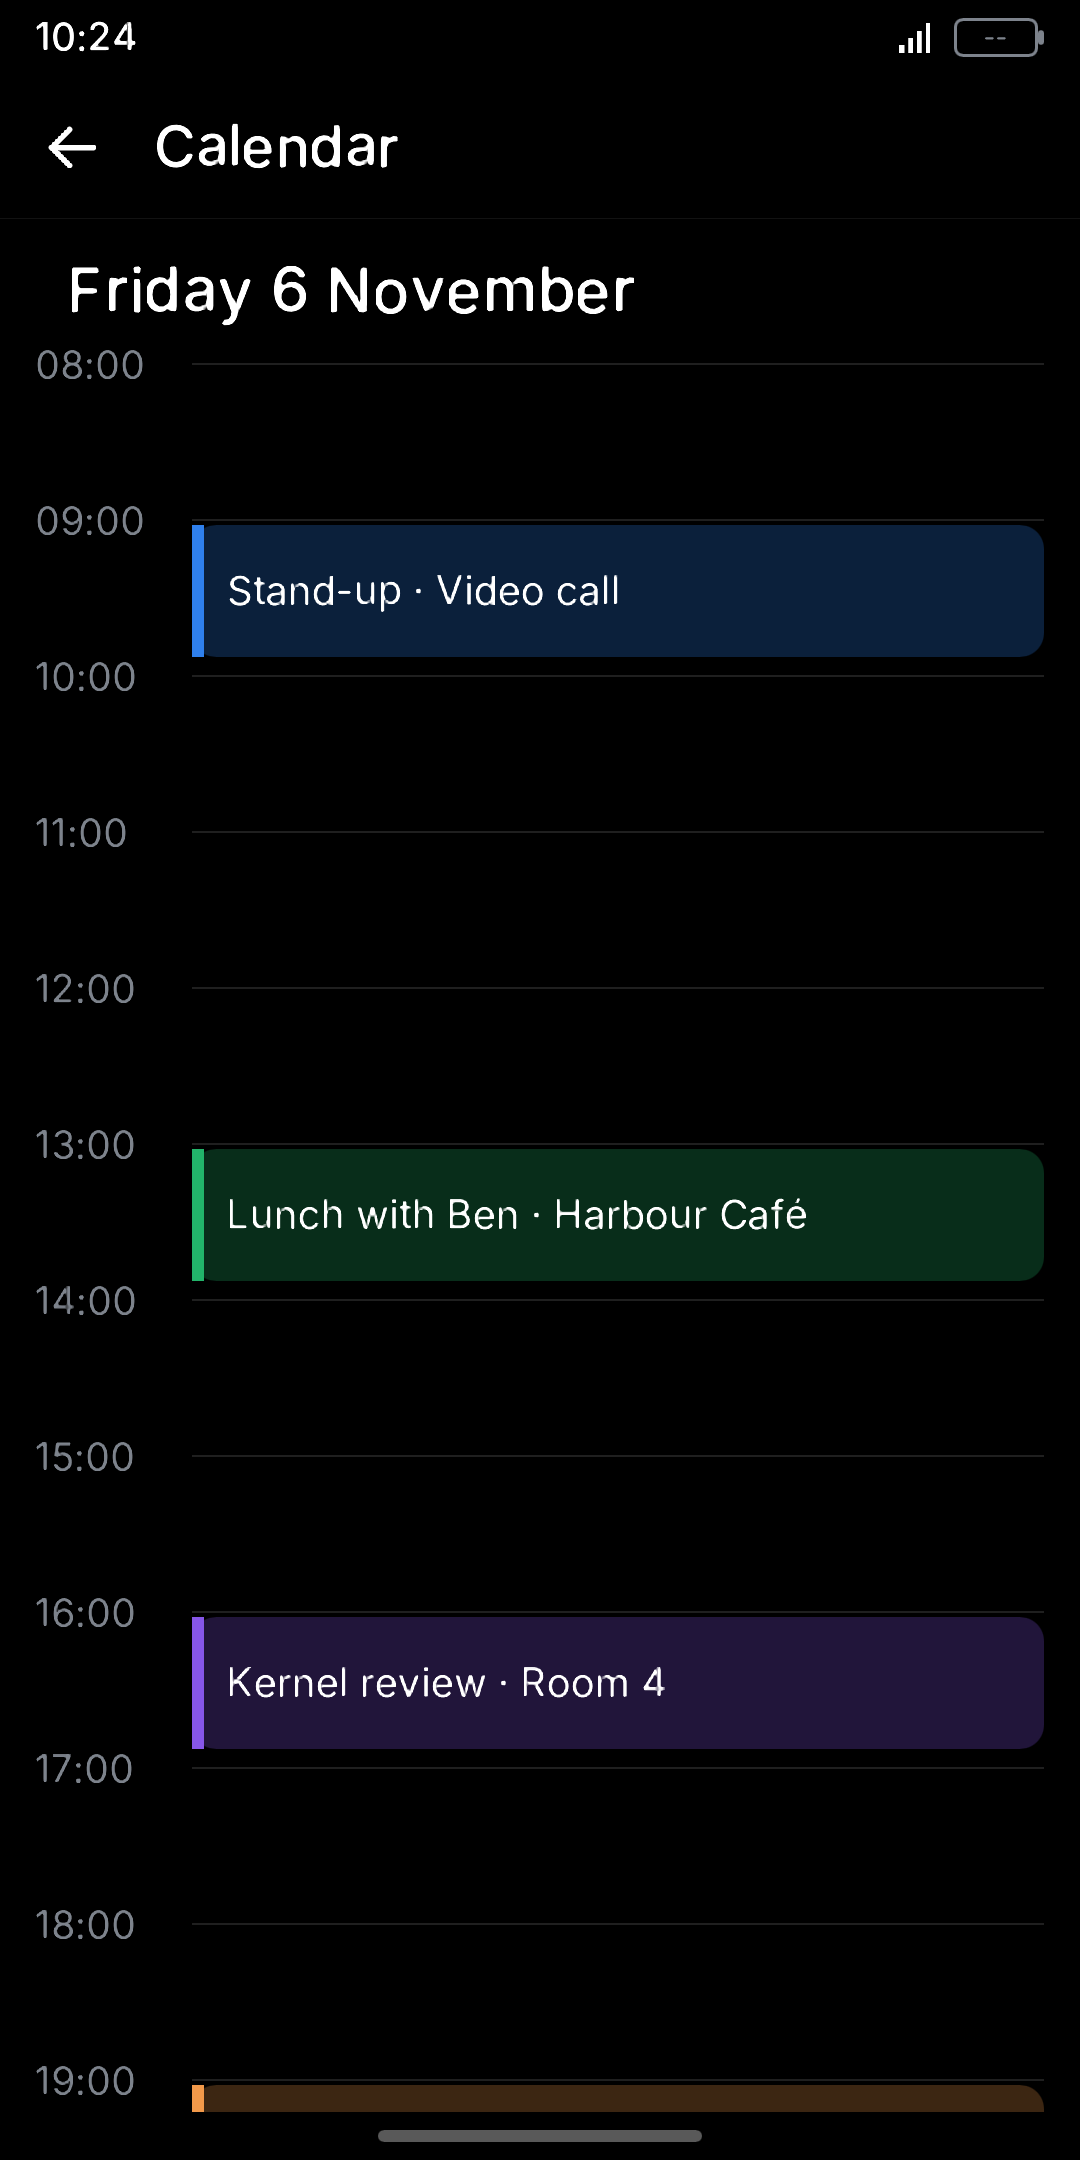 10:24
--
Calendar
Friday 6 November
08:00
09:00
Stand-up · Video call
10:00
11:00
12:00
13:00
Lunch with Ben · Harbour Café
14:00
15:00
16:00
Kernel review · Room 4
17:00
18:00
19:00